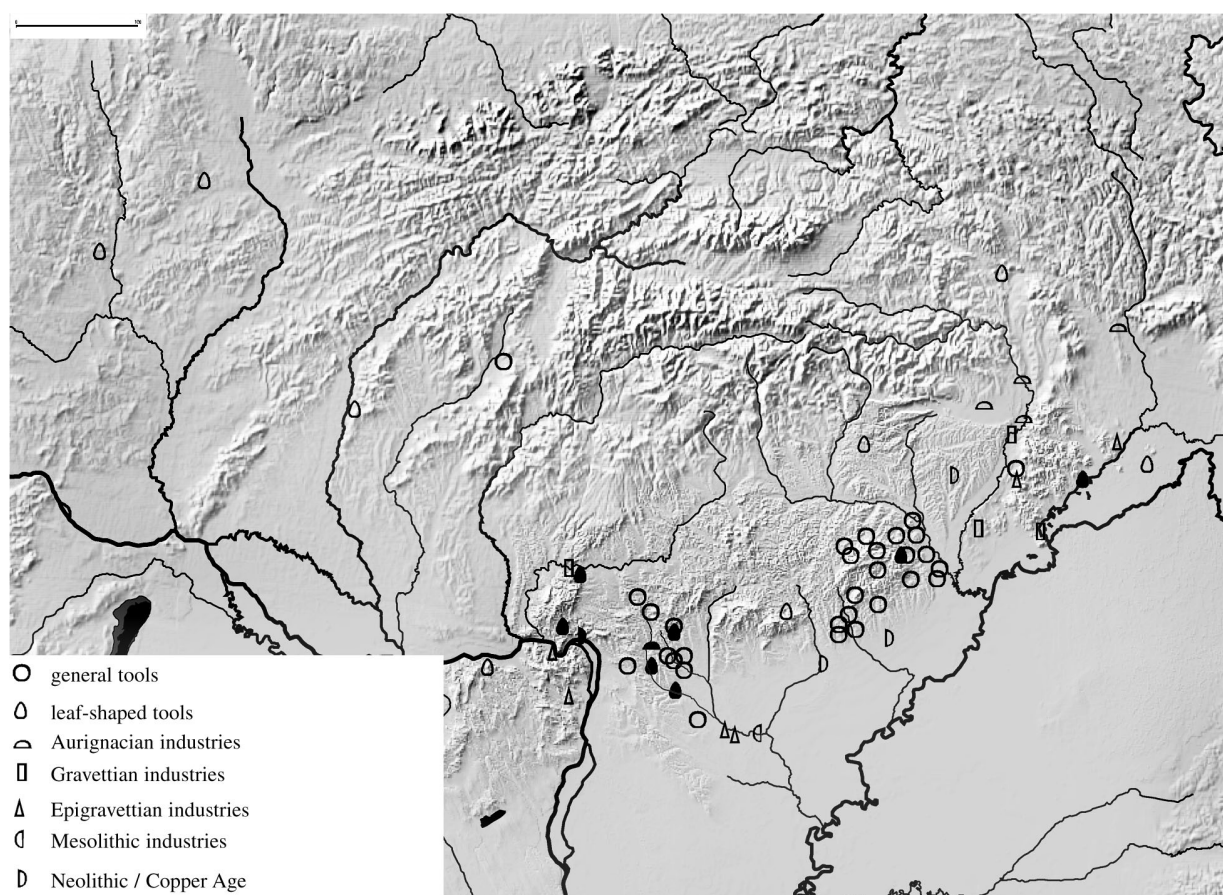 general tools
leaf-shaped tools
Aurignacian industries
Gravettian industries
Epigravettian industries
Mesolithic industries
Neolithic / Copper Age